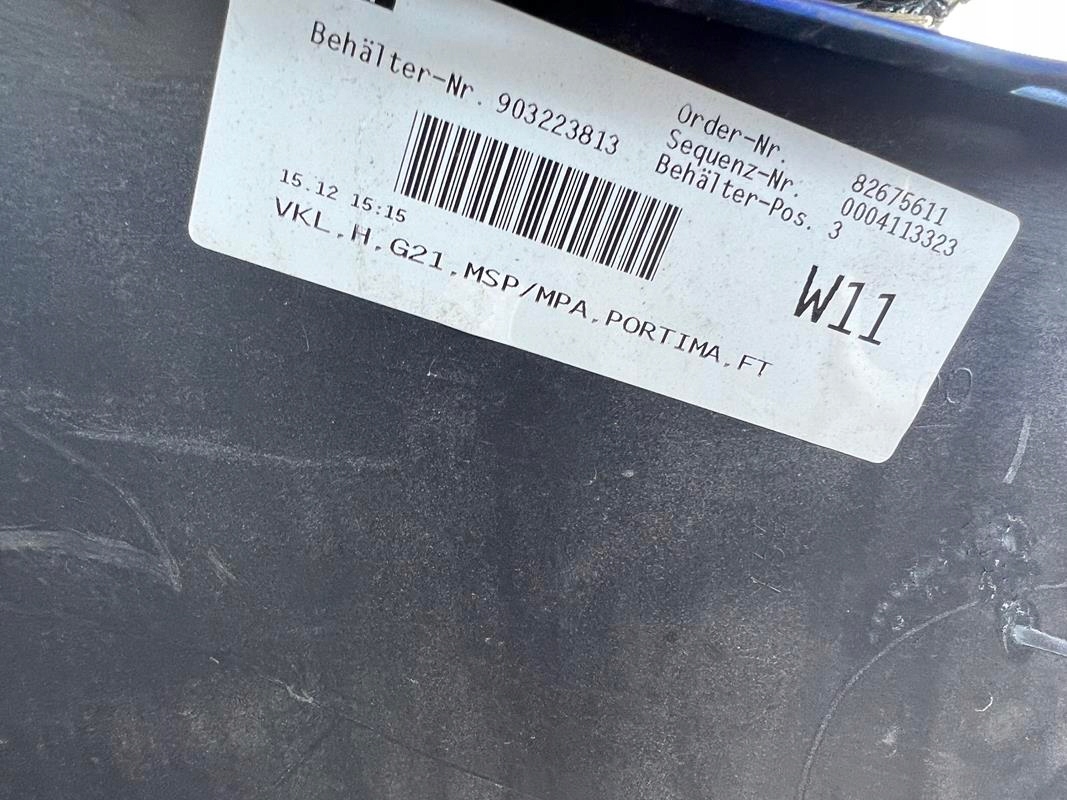 Behälter-Nr. 903223813
Order-Nr. 82675611
Sequenz-Nr. 0004113323
Behälter-Pos. 3
15.12 15:15
VKL,H,G21,MSP/MPA,PORTIMA,FT
W11